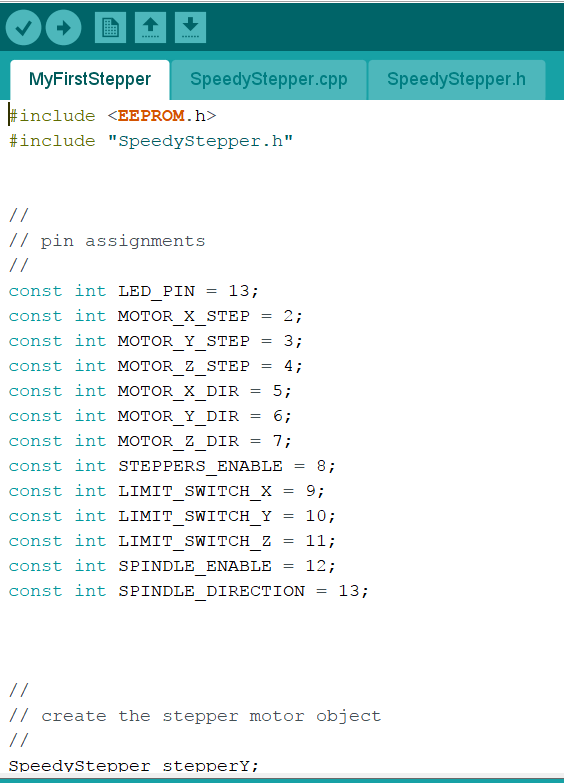 MyFirstStepper SpeedyStepper.cpp SpeedyStepper.h
#include <EEPROM.h>
#include "SpeedyStepper.h"
//
// pin assignments
//
const int LED_PIN = 13;
const int MOTOR_X_STEP = 2;
const int MOTOR_Y_STEP = 3;
const int MOTOR_Z_STEP = 4;
const int MOTOR_X_DIR = 5;
const int MOTOR_Y_DIR = 6;
const int MOTOR_Z_DIR = 7;
const int STEPPERS_ENABLE = 8;
const int LIMIT_SWITCH_X = 9;
const int LIMIT_SWITCH_Y = 10;
const int LIMIT_SWITCH_Z = 11;
const int SPINDLE_ENABLE = 12;
const int SPINDLE_DIRECTION = 13;
//
// create the stepper motor object
//
SpeedyStepper stepperY;